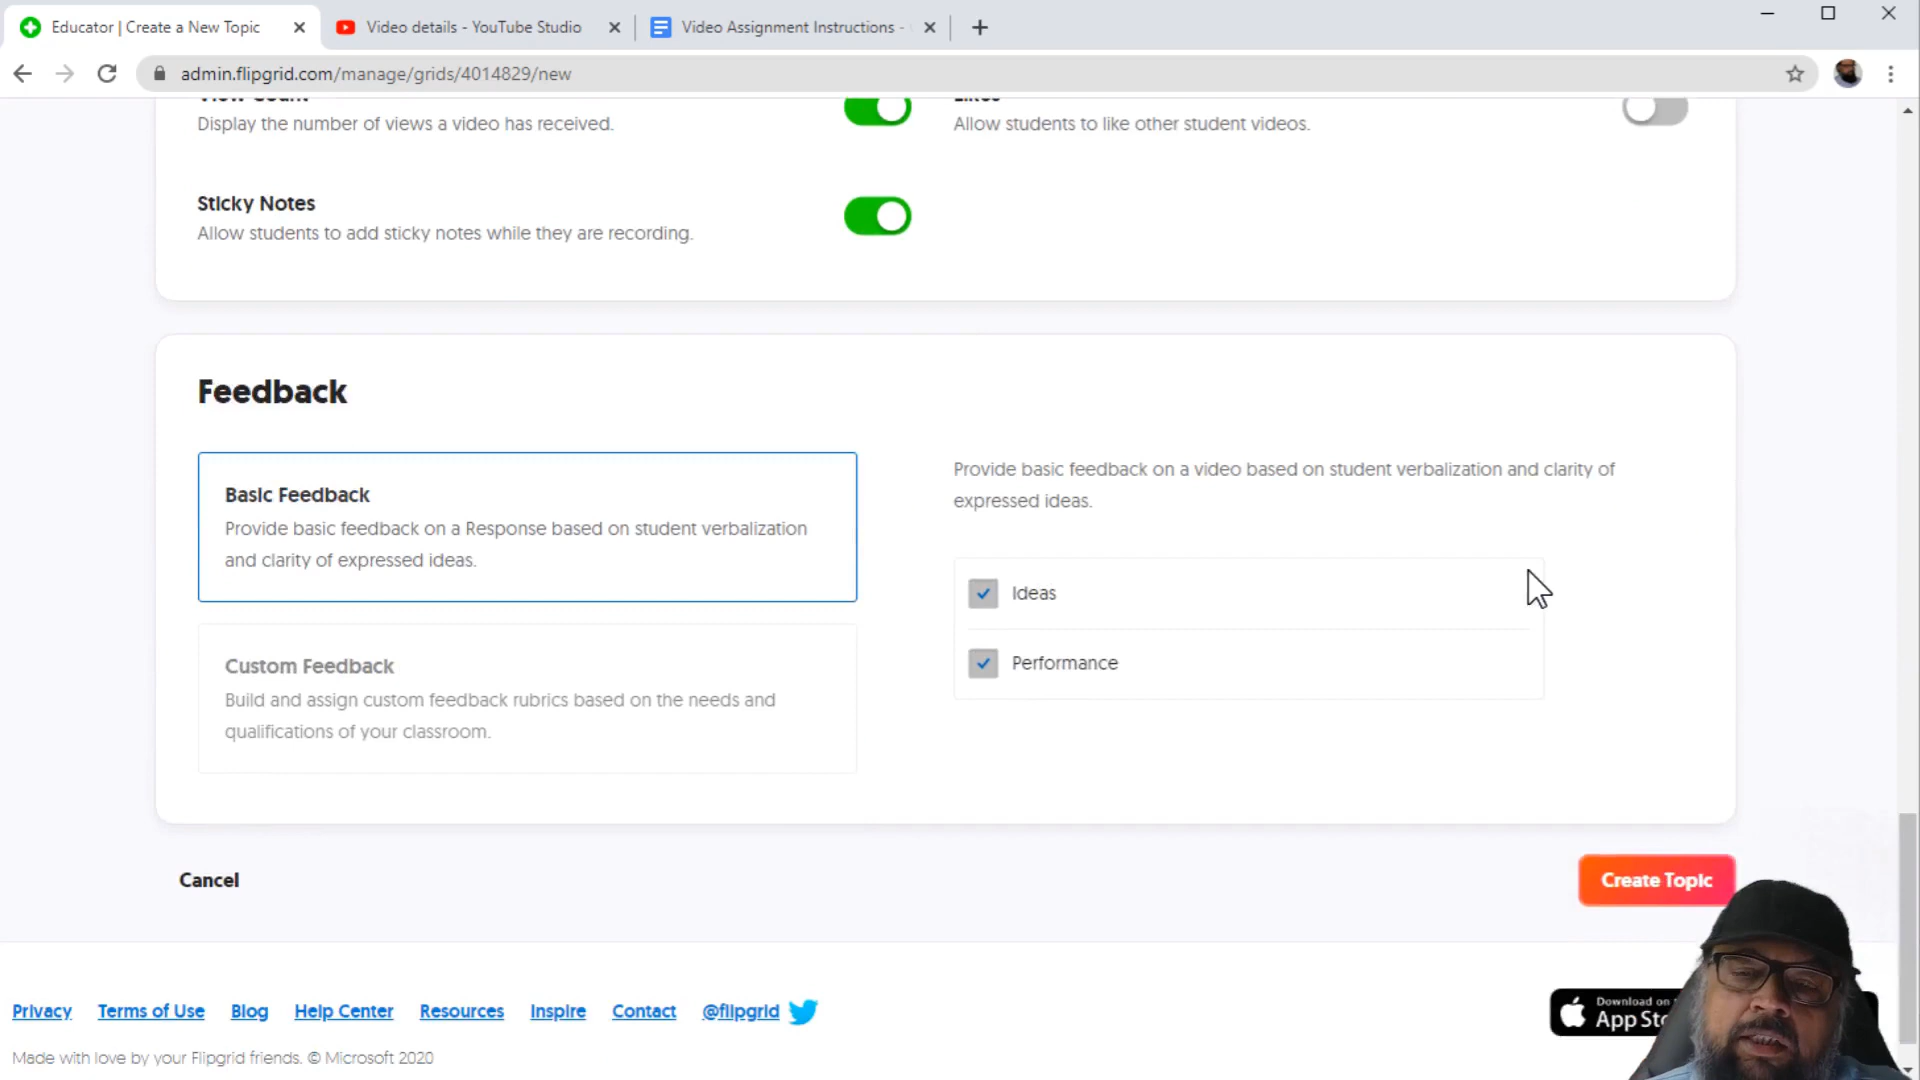 Educator | Create a New Topic
Video details - YouTube Studio
Video Assignment Instructions -
admin.flipgrid.com/manage/grids/4014829/new
View Count
Display the number of views a video has received.
Likes
Allow students to like other student videos.
Sticky Notes
Allow students to add sticky notes while they are recording.
Feedback
Basic Feedback
Provide basic feedback on a Response based on student verbalization
and clarity of expressed ideas.
Custom Feedback
Build and assign custom feedback rubrics based on the needs and
qualifications of your classroom.
Provide basic feedback on a video based on student verbalization and clarity of
expressed ideas.
Ideas
Performance
Cancel
Create Topic
Privacy Terms of Use Blog Help Center Resources Inspire Contact @flipgrid
Download on
App Sto
Made with love by your Flipgrid friends. © Microsoft 2020